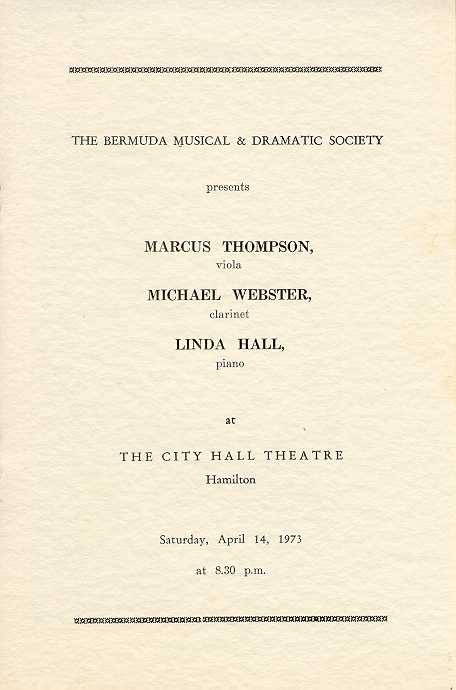 THE BERMUDA MUSICAL & DRAMATIC SOCIETY
presents
MARCUS THOMPSON,
viola
MICHAEL WEBSTER,
clarinet
LINDA HALL,
piano
at
THE CITY HALL THEATRE
Hamilton
Saturday, April 14, 1973
at 8.30 p.m.